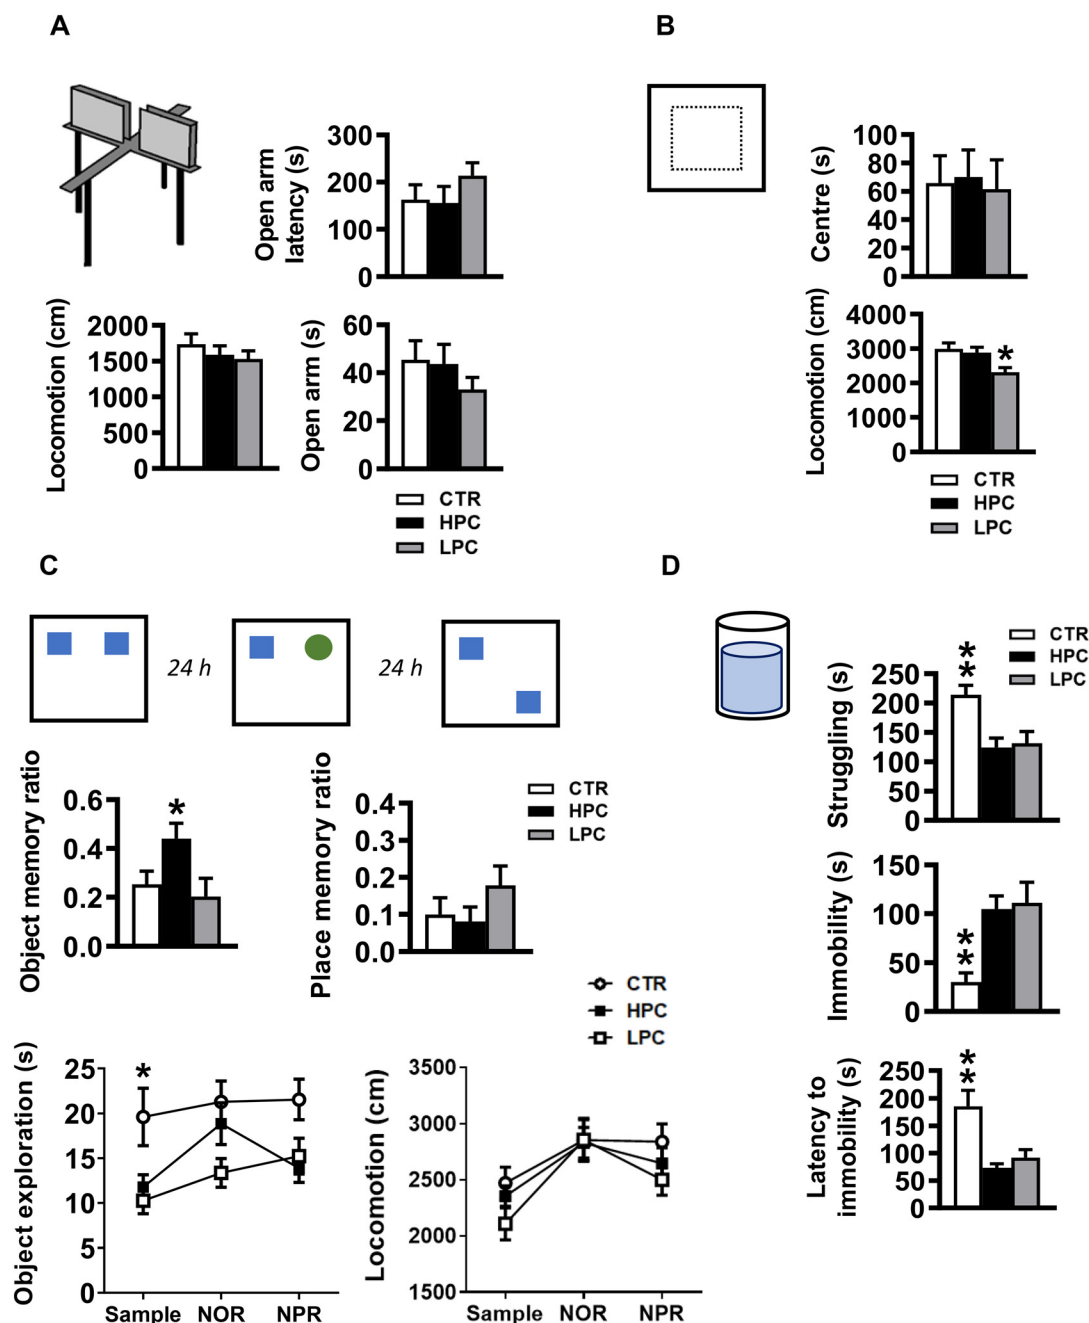 A
B
300
200
100
0
Open arm
latency (s)
100
80
60
40
20
0
Centre (s)
2000
1500
1000
500
0
Locomotion (cm)
60
40
20
0
Open arm (s)
4000
3000
2000
1000
0
Locomotion (cm)
*
CTR
HPC
LPC
CTR
HPC
LPC
C
D
24 h
24 h
CTR
HPC
LPC
250
200
150
100
50
0
Struggling (s)
**
0.6
0.4
0.2
0.0
Object memory ratio
*
0.4
0.3
0.2
0.1
0.0
Place memory ratio
CTR
HPC
LPC
150
100
50
0
Immobility (s)
**
CTR
HPC
LPC
25
20
15
10
5
0
Object exploration (s)
*
Sample NOR NPR
3500
3000
2500
2000
1500
Locomotion (cm)
Sample NOR NPR
250
200
150
100
50
0
Latency to
immobility (s)
**